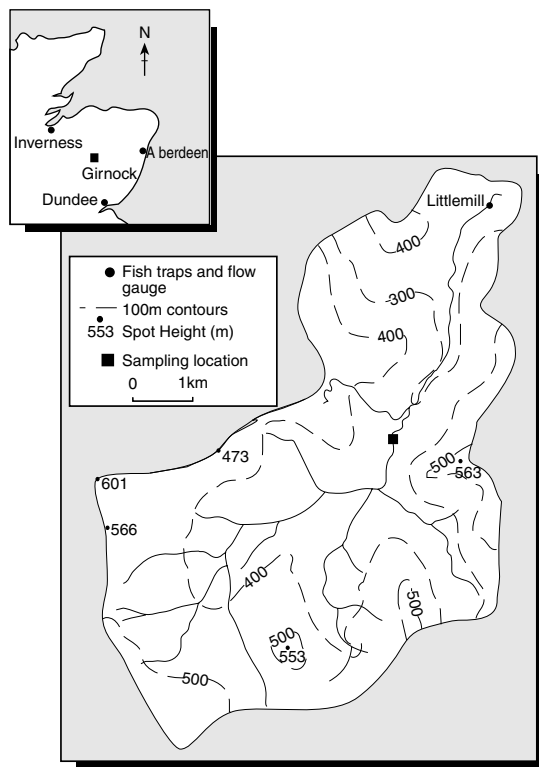 N
Inverness
A berdeen
Girnock
Dundee
Littlemill
400
Fish traps and flow
gauge
300
100m contours
553 Spot Height (m)
400
Sampling location
0 1km
473
500
563
601
566
400
500
500
553
500